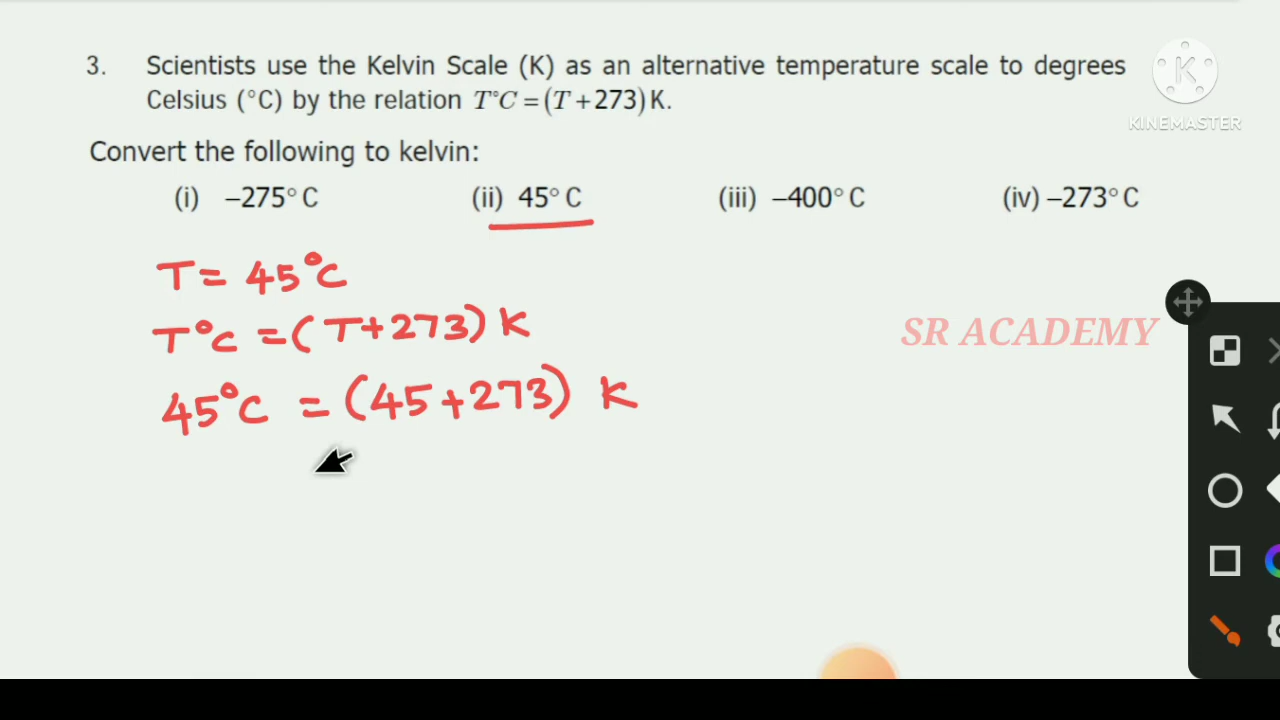 3. Scientists use the Kelvin Scale (K) as an alternative temperature scale to degrees
Celsius (°C) by the relation T°C = (T + 273) K.
KINEMASTER
Convert the following to kelvin:
(i) –275° C (ii) 45° C (iii) –400° C (iv) –273° C
T = 45°C
T°C = (T+273) K
SR ACADEMY
45°C = (45+273) K